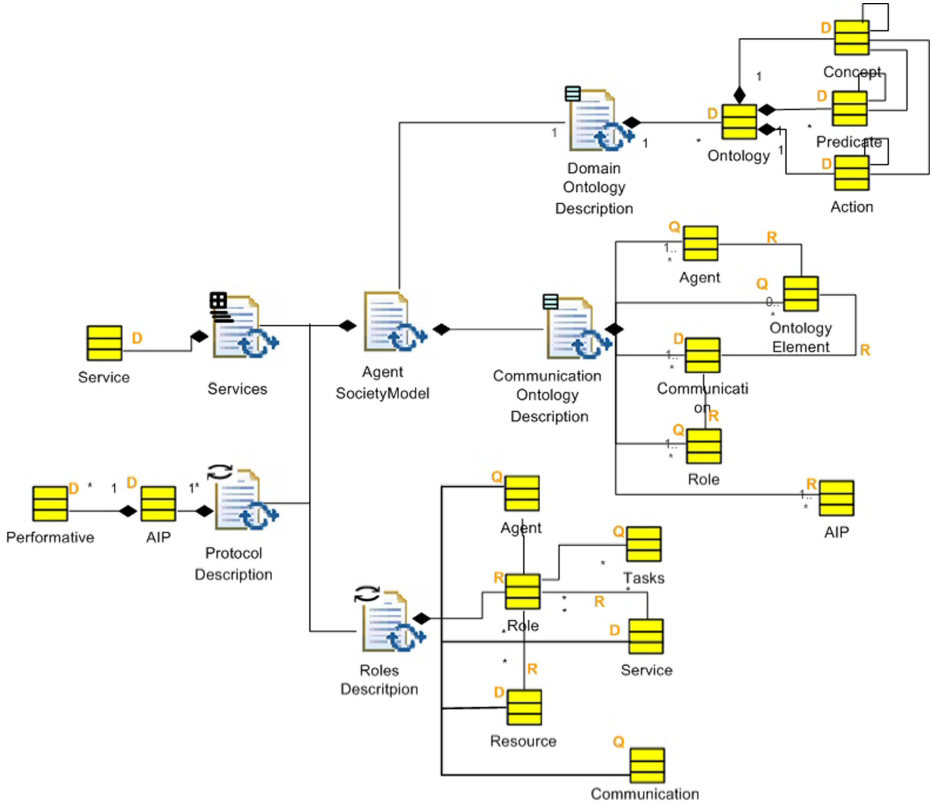 D
Concept
1
D
D
1
1
*
*
1
1
Ontology
Predicate
D
Action
Domain
Ontology
Description
Q
1..
*
Agent
R
Q
0..
*
Ontology
Element
R
D
1..
*
Communicati
on
R
Q
1..
*
Role
R
1..
*
AIP
Communication
Ontology
Description
Agent
SocietyModel
D
Service
Services
D
*
1
D
1*
Performative
AIP
Protocol
Description
Roles
Descritpion
Q
Agent
Q
*
Tasks
R
*
*
R
*
Role
D
Service
*
*
R
D
Resource
Q
Communication